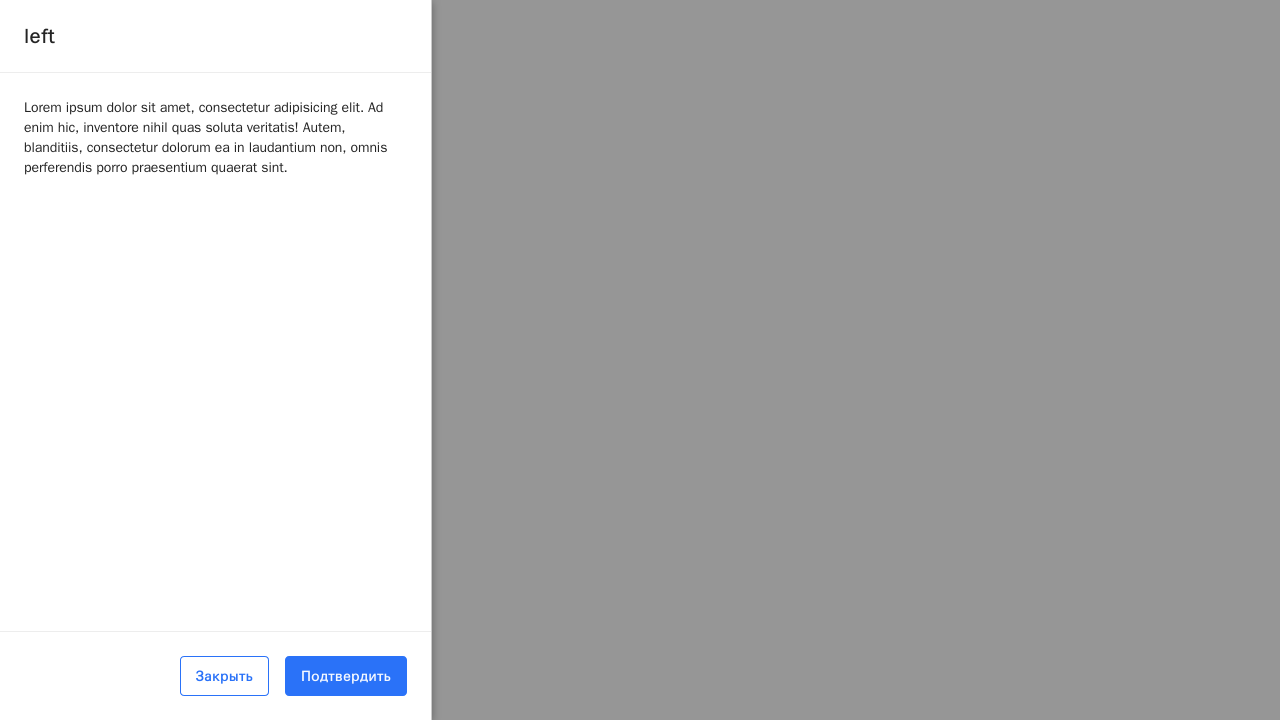 left
Lorem ipsum dolor sit amet, consectetur adipisicing elit. Ad
enim hic, inventore nihil quas soluta veritatis! Autem,
blanditiis, consectetur dolorum ea in laudantium non, omnis
perferendis porro praesentium quaerat sint.
Закрыть
Подтвердить